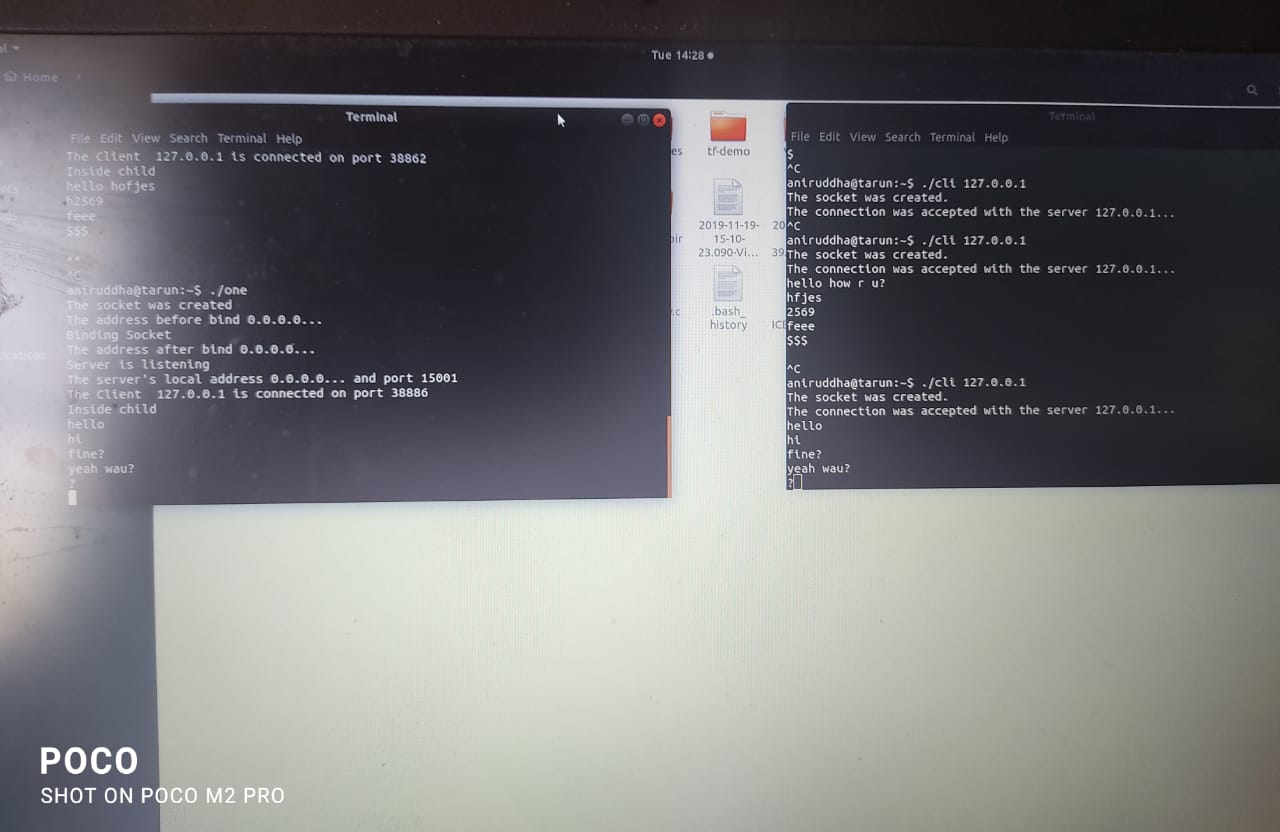 Tue 14:28
Home
Terminal
File Edit View Search Terminal Help
The Client 127.0.0.1 is connected on port 38862
Inside child
hello hofjes
h2569
feee
$$$
^C
aniruddha@tarun:~$ ./one
The socket was created
The address before bind 0.0.0.0...
Binding Socket
The address after bind 0.0.0.0...
Server is listening
The server's local address 0.0.0.0... and port 15001
The Client 127.0.0.1 is connected on port 38886
Inside child
hello
hi
fine?
yeah wau?
?
tf-demo
2019-11-19-
15-10-
23.090-Vi...
.bash_
history
Terminal
File Edit View Search Terminal Help
$
^C
aniruddha@tarun:~$ ./cli 127.0.0.1
The socket was created.
The connection was accepted with the server 127.0.0.1...
^C
aniruddha@tarun:~$ ./cli 127.0.0.1
The socket was created.
The connection was accepted with the server 127.0.0.1...
hello how r u?
hfjes
2569
feee
$$$
^C
aniruddha@tarun:~$ ./cli 127.0.0.1
The socket was created.
The connection was accepted with the server 127.0.0.1...
hello
hi
fine?
yeah wau?
?
POCO
SHOT ON POCO M2 PRO